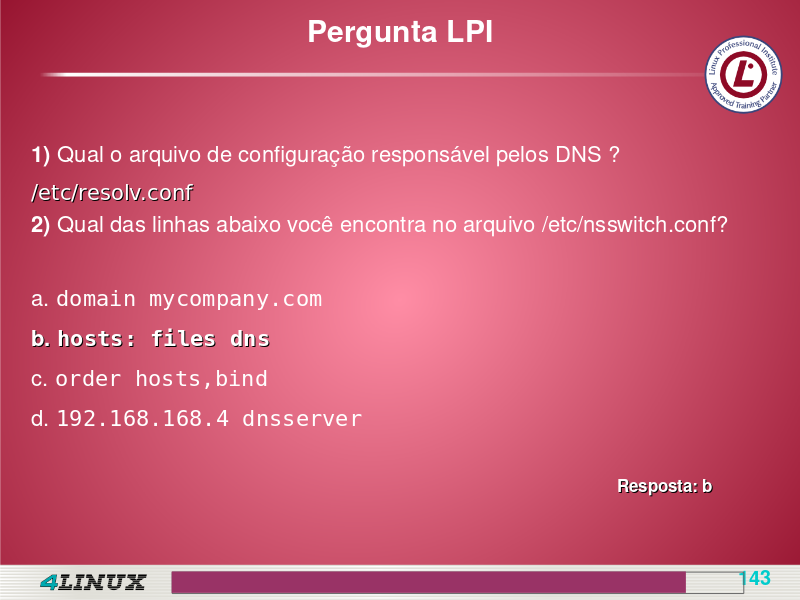 Pergunta LPI
Linux Professional Institute
Approved Training Partner
1) Qual o arquivo de configuração responsável pelos DNS ?
/etc/resolv.conf
2) Qual das linhas abaixo você encontra no arquivo /etc/nsswitch.conf?
a. domain mycompany.com
b. hosts: files dns
c. order hosts,bind
d. 192.168.168.4 dnsserver
Resposta: b
4LINUX
143